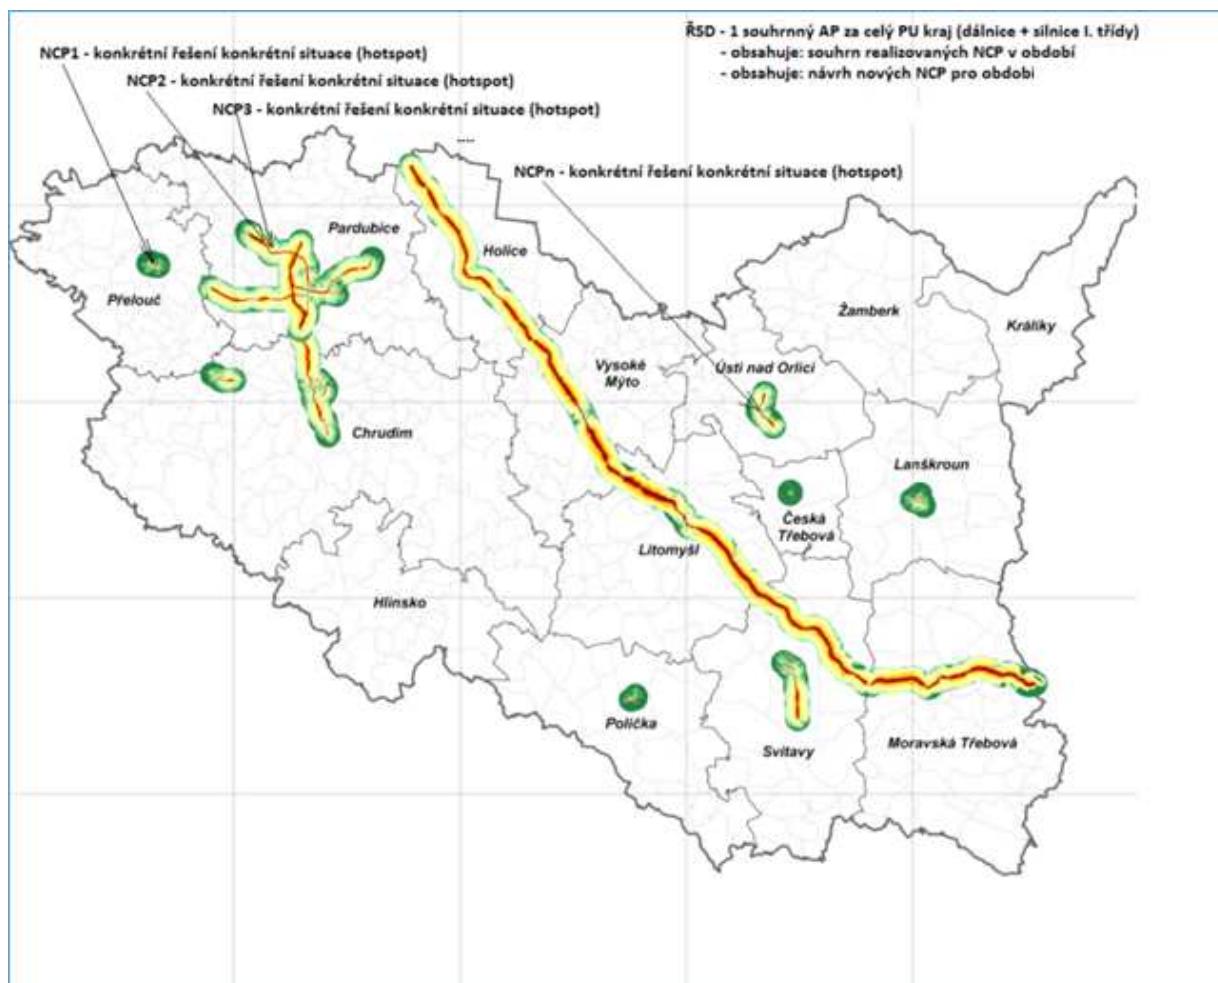 ŘSD - 1 souhrnný AP za celý PU kraj (dálnice + silnice I. třídy)
- obsahuje: souhrn realizovaných NCP v období
- obsahuje: návrh nových NCP pro období
NCP1 - konkrétní řešení konkrétní situace (hotspot)
NCP2 - konkrétní řešení konkrétní situace (hotspot)
NCP3 - konkrétní řešení konkrétní situace (hotspot)
....
NCPn - konkrétní řešení konkrétní situace (hotspot)
Pardubice
Holice
Přelouč
Žamberk
Králíky
Vysoké
Mýto
Ústí nad Orlicí
Chrudim
Lanškroun
Česká
Třebová
Litomyšl
Hlinsko
Polička
Svitavy
Moravská Třebová